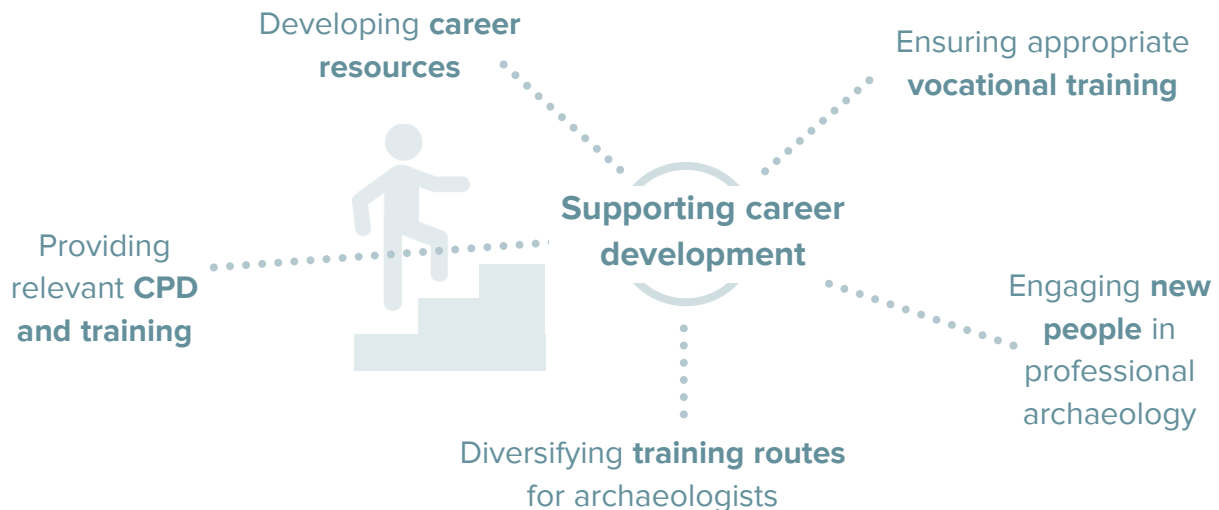 Developing career
resources
Ensuring appropriate
vocational training
Supporting career
development
Providing
relevant CPD
and training
Engaging new
people in
professional
archaeology
Diversifying training routes
for archaeologists